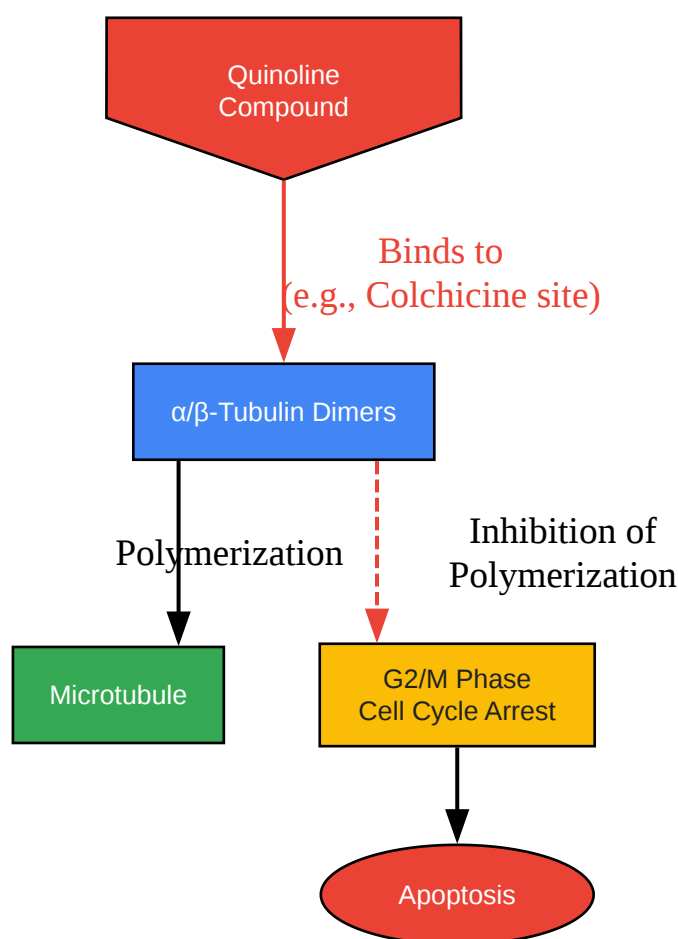 Quinoline
Compound
Binds to
(e.g., Colchicine site)
α/β-Tubulin Dimers
Polymerization
Inhibition of
Polymerization
Microtubule
G2/M Phase
Cell Cycle Arrest
Apoptosis